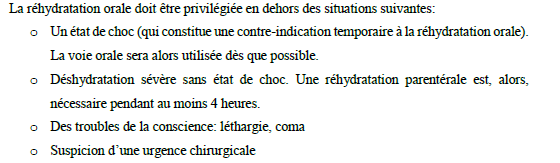 La réhydratation orale doit être privilégiée en dehors des situations suivantes:
o Un état de choc (qui constitue une contre-indication temporaire à la réhydratation orale).
La voie orale sera alors utilisée dès que possible.
o Déshydratation sévère sans état de choc. Une réhydratation parentérale est, alors,
nécessaire pendant au moins 4 heures.
o Des troubles de la conscience: léthargie, coma
o Suspicion d’une urgence chirurgicale